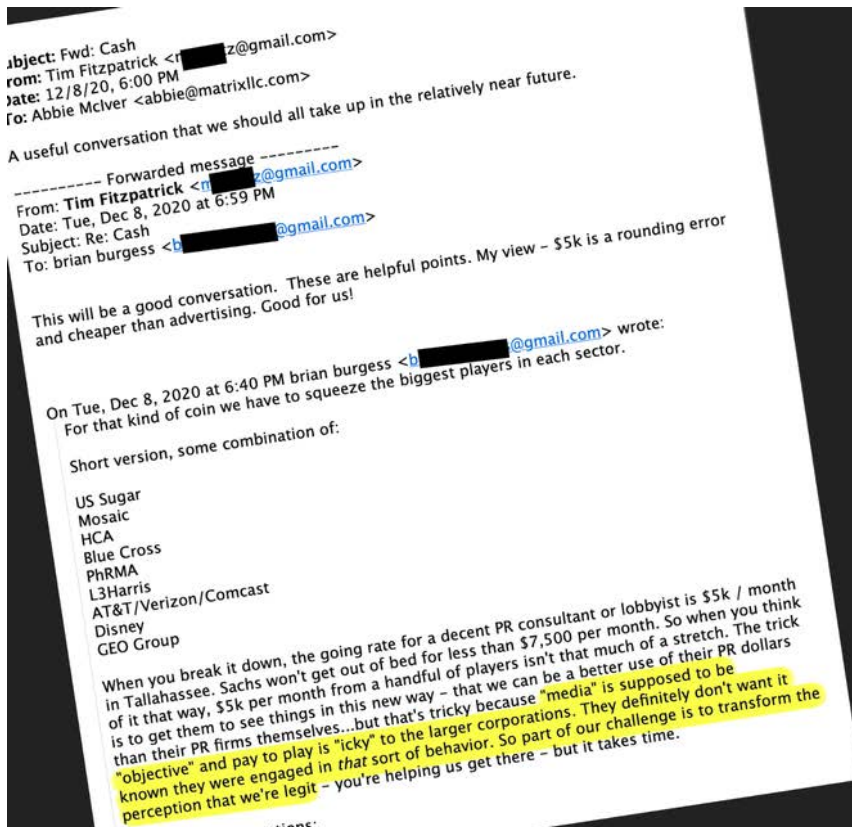 ubject: Fwd: Cash
rom: Tim Fitzpatrick <r z@gmail.com>
Date: 12/8/20, 6:00 PM
To: Abbie McIver <abbie@matrixllc.com>
A useful conversation that we should all take up in the relatively near future.
---------- Forwarded message ---------
From: Tim Fitzpatrick <m z@gmail.com>
Date: Tue, Dec 8, 2020 at 6:59 PM
Subject: Re: Cash
To: brian burgess <b @gmail.com>
This will be a good conversation. These are helpful points. My view – $5k is a rounding error
and cheaper than advertising. Good for us!
On Tue, Dec 8, 2020 at 6:40 PM brian burgess <b @gmail.com> wrote:
For that kind of coin we have to squeeze the biggest players in each sector.
Short version, some combination of:
US Sugar
Mosaic
HCA
Blue Cross
PhRMA
L3Harris
AT&T/Verizon/Comcast
Disney
GEO Group
When you break it down, the going rate for a decent PR consultant or lobbyist is $5k / month
in Tallahassee. Sachs won't get out of bed for less than $7,500 per month. So when you think
of it that way, $5k per month from a handful of players isn't that much of a stretch. The trick
is to get them to see things in this new way – that we can be a better use of their PR dollars
than their PR firms themselves...but that's tricky because "media" is supposed to be
"objective" and pay to play is "icky" to the larger corporations. They definitely don't want it
known they were engaged in that sort of behavior. So part of our challenge is to transform the
perception that we're legit – you're helping us get there – but it takes time.